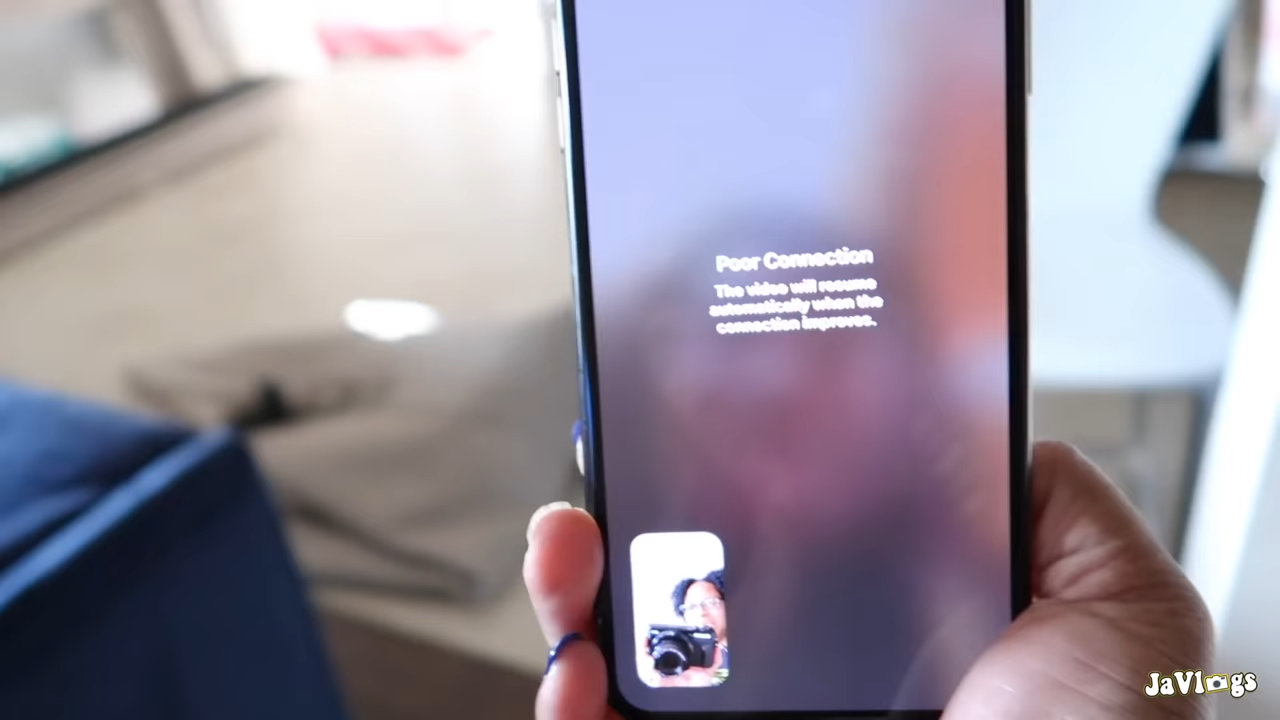 Poor Connection
The video will resume
automatically when the
connection improves.
JaVlogs